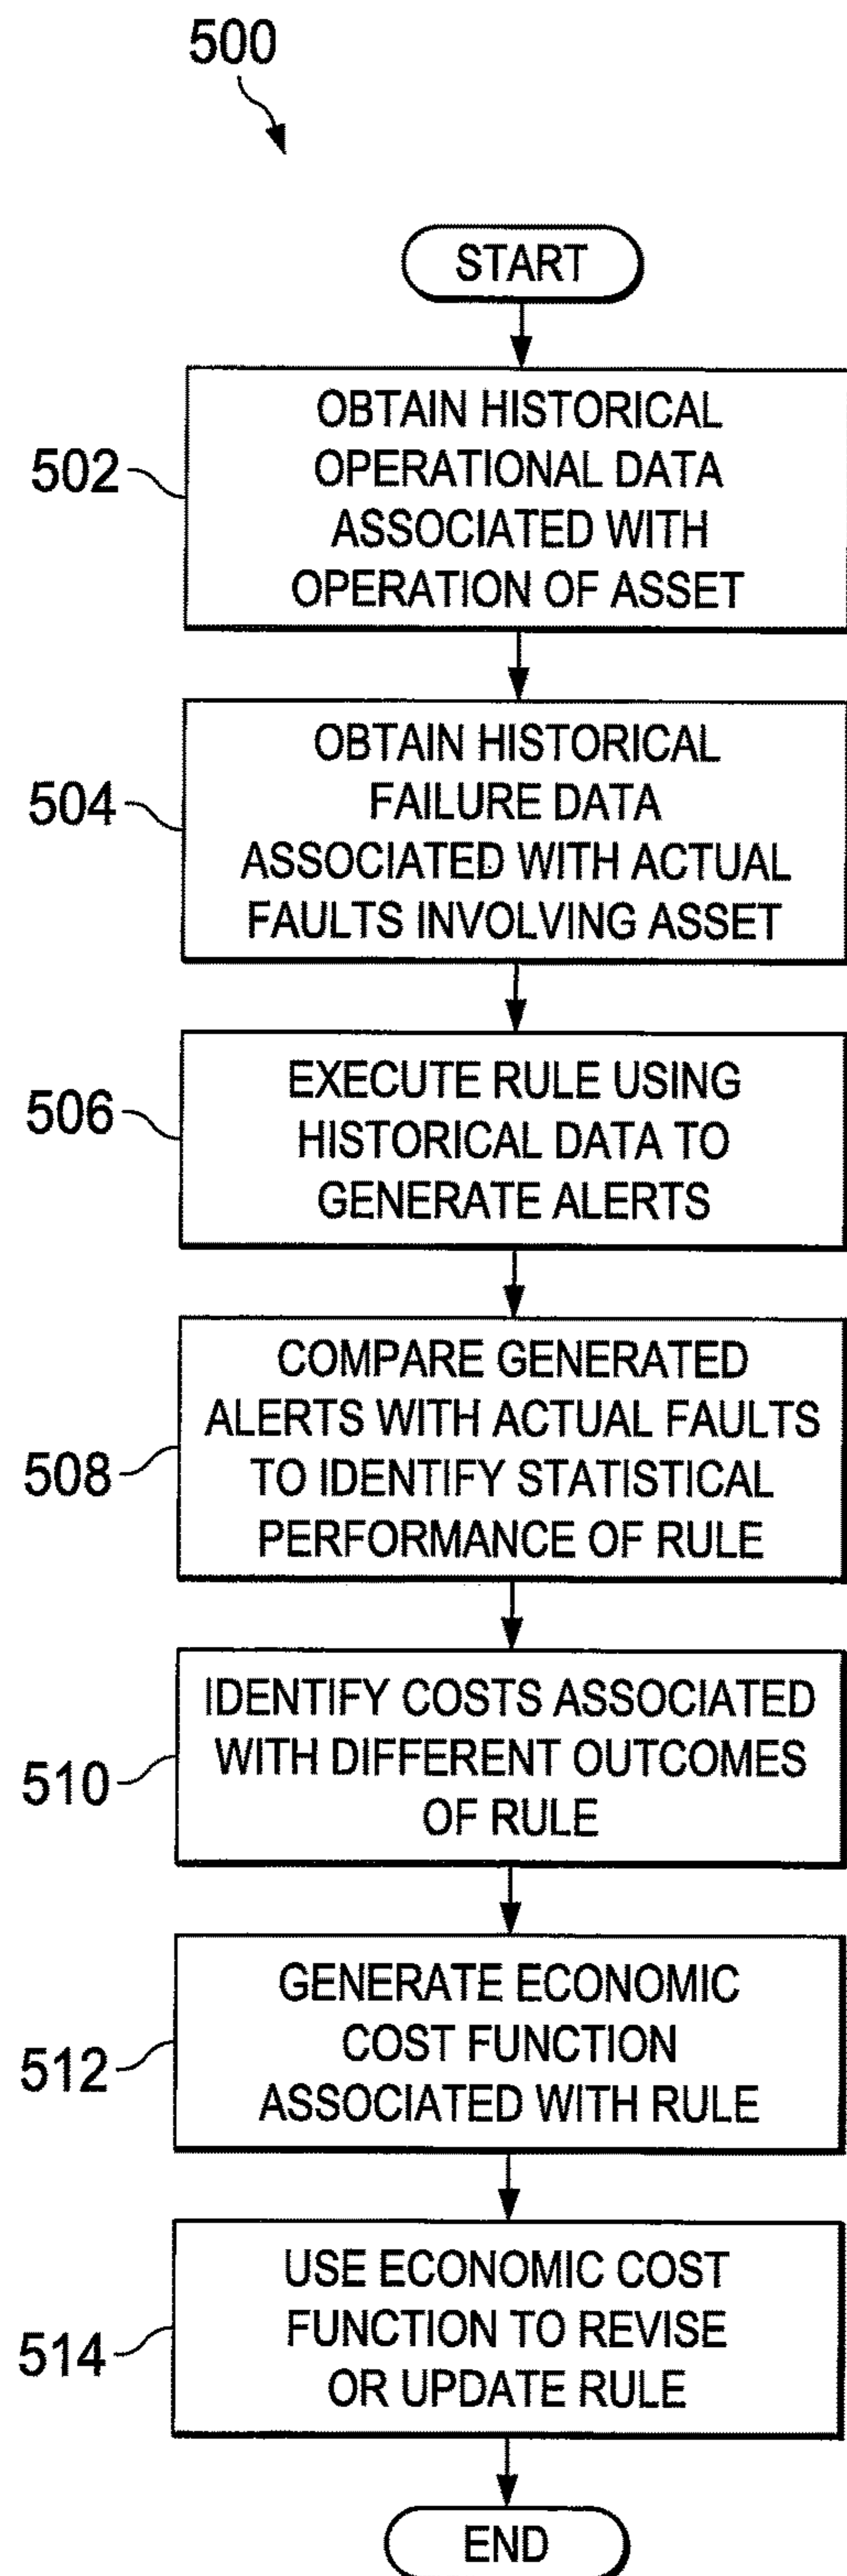 500
START
502
OBTAIN HISTORICAL
OPERATIONAL DATA
ASSOCIATED WITH
OPERATION OF ASSET
504
OBTAIN HISTORICAL
FAILURE DATA
ASSOCIATED WITH ACTUAL
FAULTS INVOLVING ASSET
506
EXECUTE RULE USING
HISTORICAL DATA TO
GENERATE ALERTS
508
COMPARE GENERATED
ALERTS WITH ACTUAL FAULTS
TO IDENTIFY STATISTICAL
PERFORMANCE OF RULE
510
IDENTIFY COSTS ASSOCIATED
WITH DIFFERENT OUTCOMES
OF RULE
512
GENERATE ECONOMIC
COST FUNCTION
ASSOCIATED WITH RULE
514
USE ECONOMIC COST
FUNCTION TO REVISE
OR UPDATE RULE
END